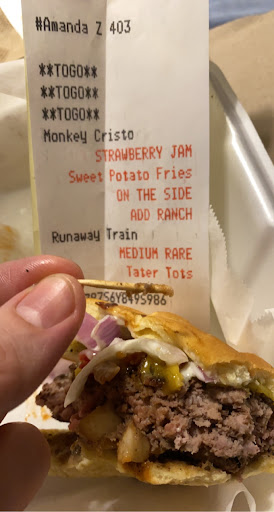 #Amanda Z 403
**TOGO**
**TOGO**
**TOGO**
Monkey Cristo
STRAWBERRY JAM
Sweet Potato Fries
ON THE SIDE
ADD RANCH
Runaway Train
MEDIUM RARE
Tater Tots